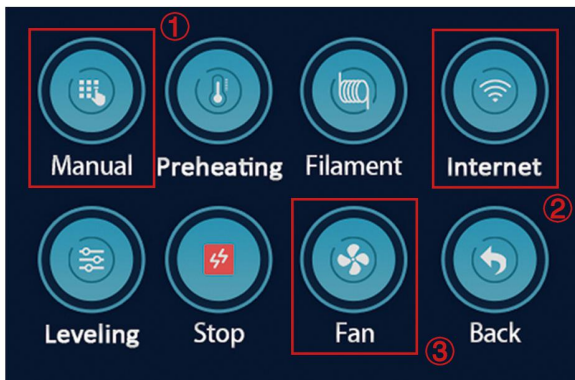 ①
Manual Preheating Filament Internet
②
Leveling Stop Fan Back
③